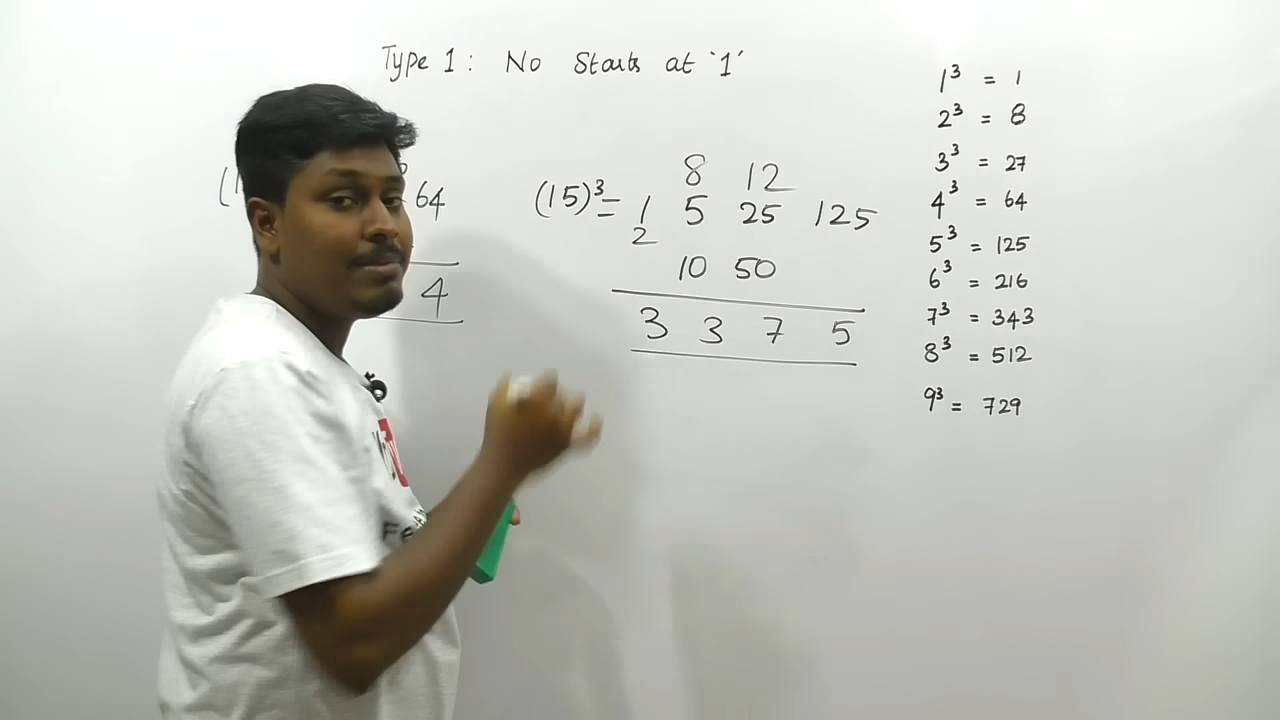 Type 1 : No Starts at '1'
64
4
8 12
(15)³ = 1 5 25 125
2
10 50
3 3 7 5
1³ = 1
2³ = 8
3³ = 27
4³ = 64
5³ = 125
6³ = 216
7³ = 343
8³ = 512
9³ = 729